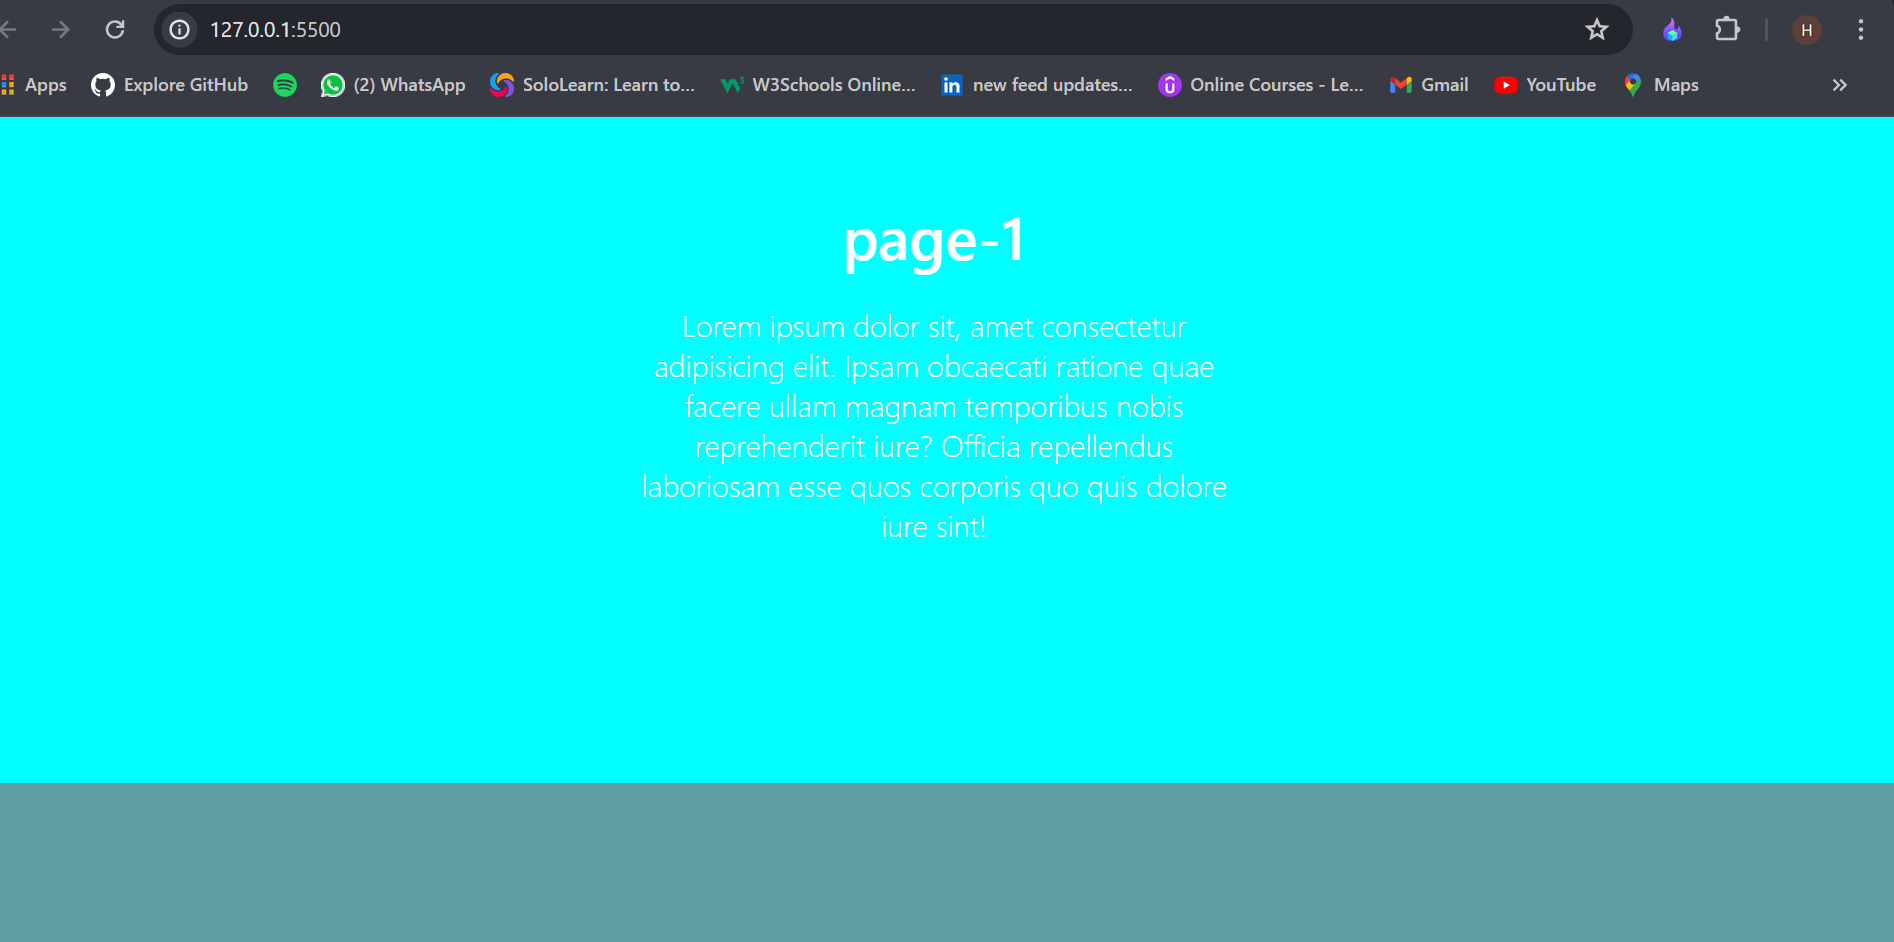 127.0.0.1:5500
H
Apps
Explore GitHub
(2) WhatsApp
SoloLearn: Learn to...
W3Schools Online...
in
new feed updates...
Online Courses - Le...
Gmail
YouTube
Maps
page-1
Lorem ipsum dolor sit, amet consectetur
adipisicing elit. Ipsam obcaecati ratione quae
facere ullam magnam temporibus nobis
reprehenderit iure? Officia repellendus
laboriosam esse quos corporis quo quis dolore
iure sint!